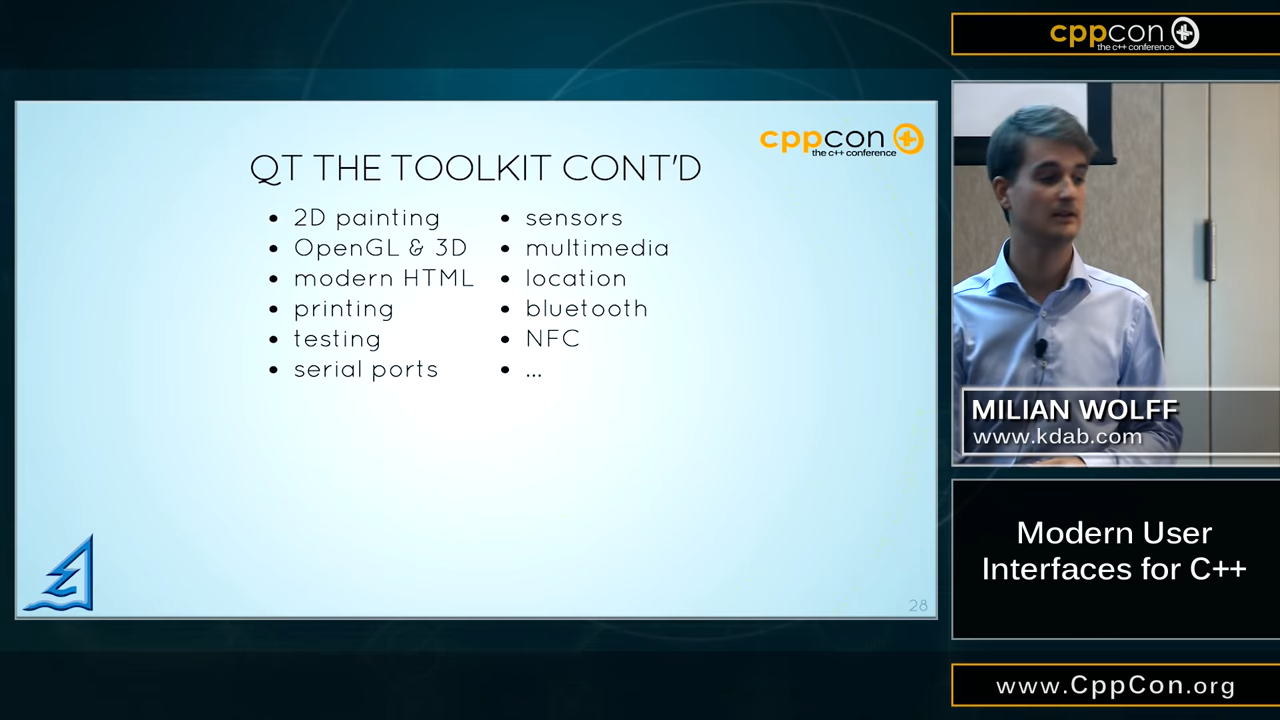 cppcon
the c++ conference
QT THE TOOLKIT CONT'D
2D painting
OpenGL & 3D
modern HTML
printing
testing
serial ports
sensors
multimedia
location
bluetooth
NFC
...
28
cppcon
the c++ conference
MILIAN WOLFF
www.kdab.com
Modern User
Interfaces for C++
www.CppCon.org